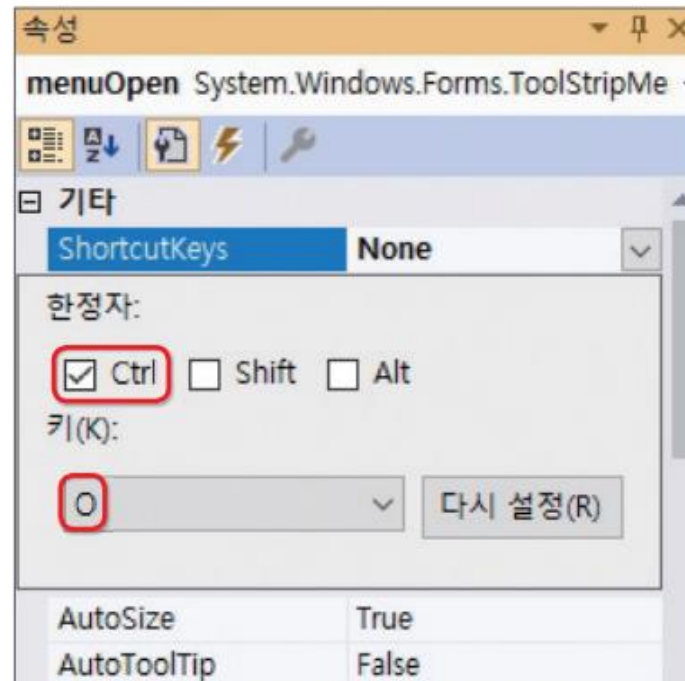 속성
menuOpen System.Windows.Forms.ToolStripMe
기타
ShortcutKeys None
한정자:
Ctrl Shift Alt
키(K):
O 다시 설정(R)
AutoSize True
AutoToolTip False